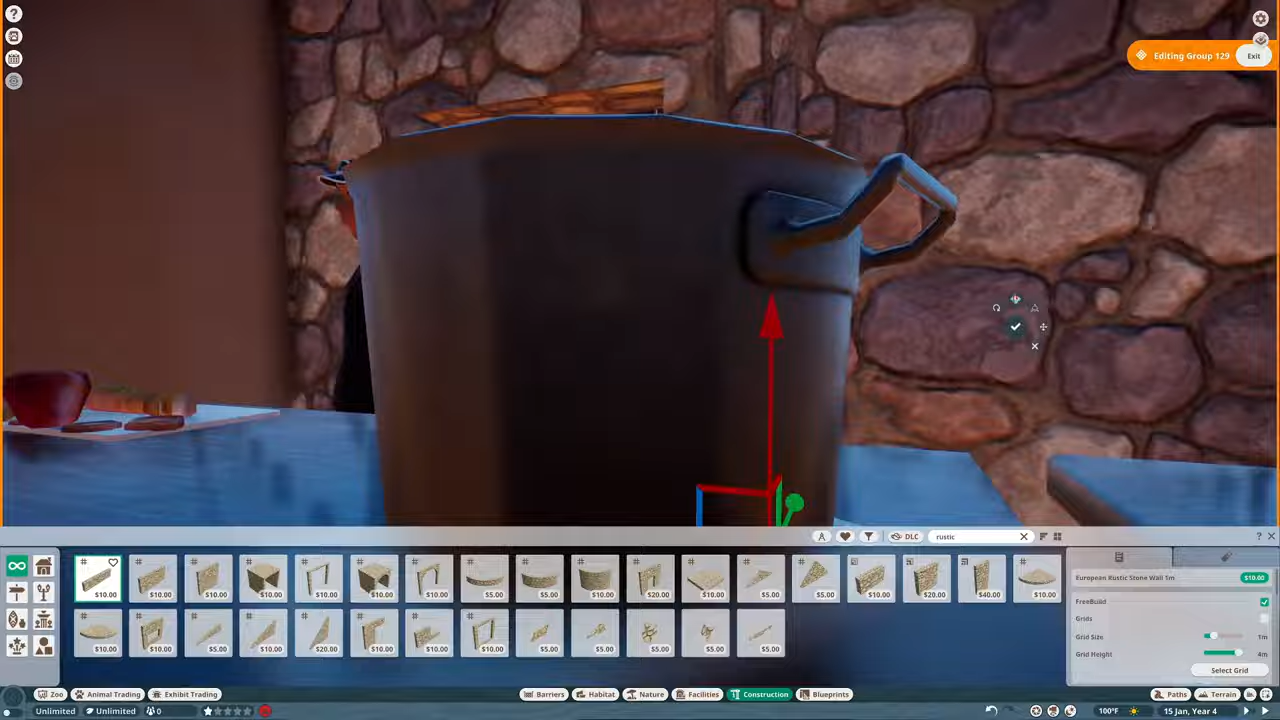 Editing Group 129
Exit
DLC
rustic
$10.00 $10.00 $10.00 $10.00 $10.00 $10.00 $10.00 $5.00 $5.00 $10.00 $20.00 $10.00 $5.00 $5.00 $10.00 $20.00 $40.00 $10.00
$10.00 $10.00 $5.00 $10.00 $20.00 $10.00 $10.00 $10.00 $5.00 $5.00 $5.00 $5.00 $5.00
European Rustic Stone Wall 1m $10.00
FreeBuild
Grids
Grid Size 1m
Grid Height 4m
Select Grid
Zoo Animal Trading Exhibit Trading Barriers Habitat Nature Facilities Construction Blueprints Paths Terrain
Unlimited Unlimited 0 100°F 15 Jan, Year 4